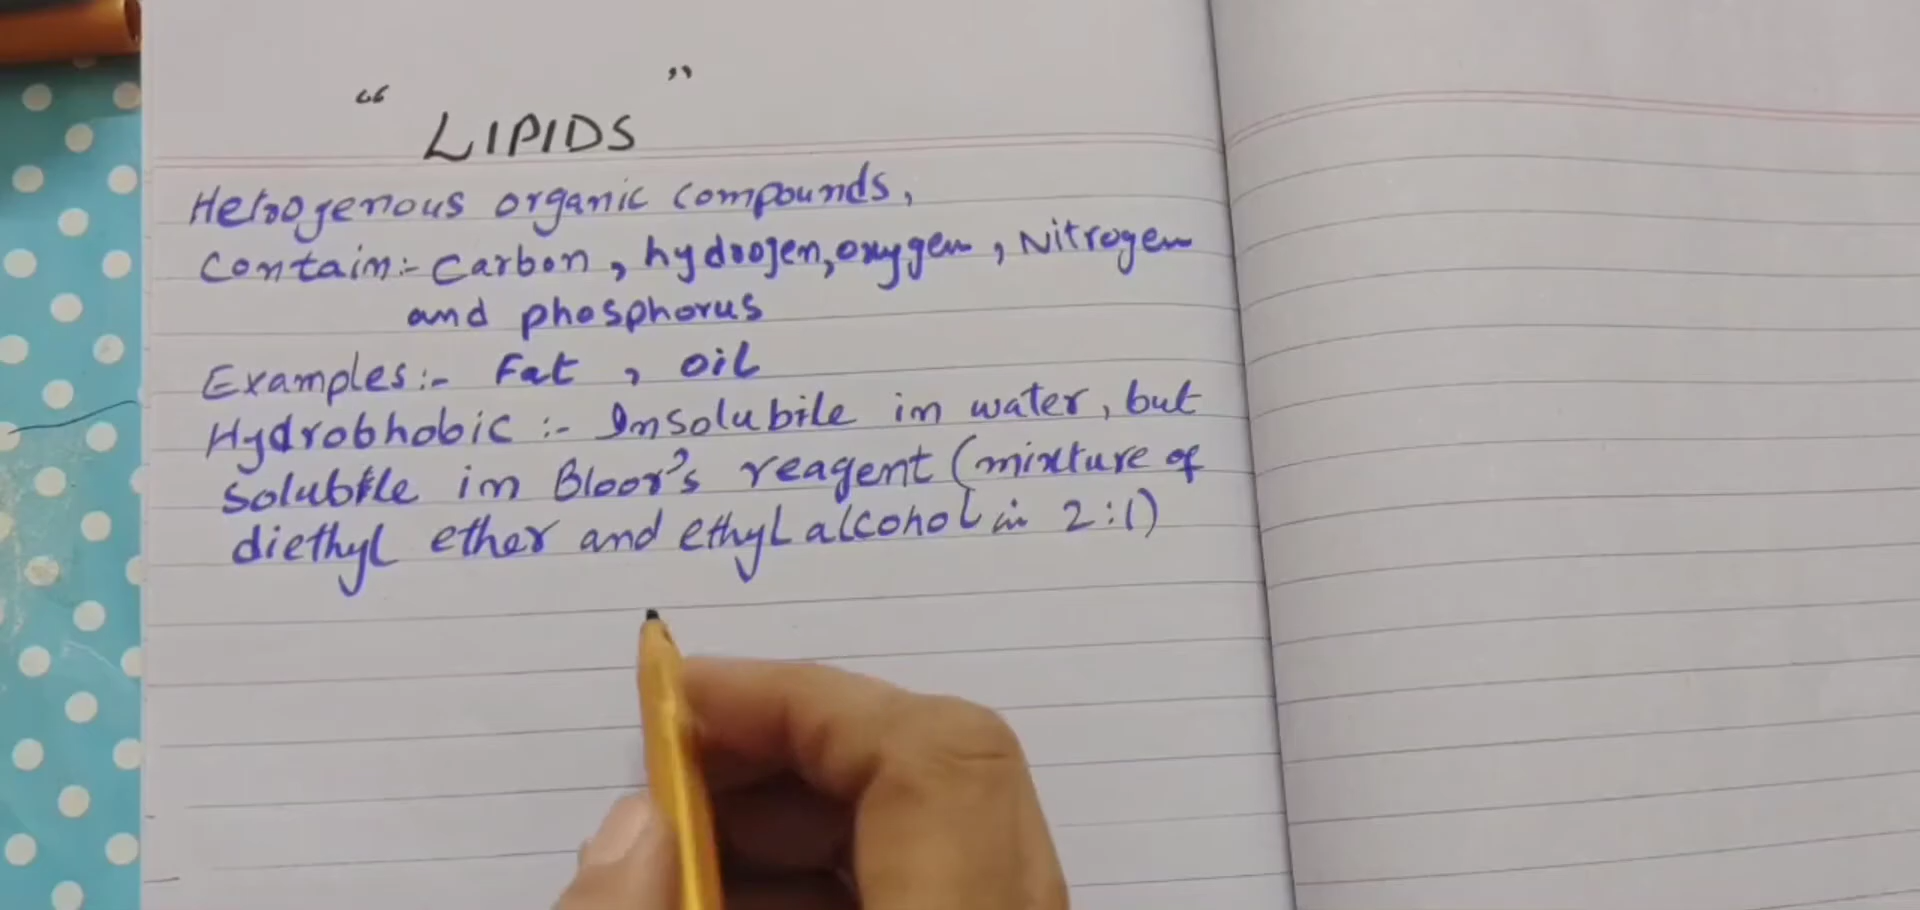 “ LIPIDS ”
Hetrogenous organic compounds,
Contain:- Carbon, hydrogen, oxygen, Nitrogen
and phosphorus
Examples:- Fat, oil
Hydrobhobic :- Insolubile in water, but
solubile in Bloor's reagent (mixture of
diethyl ether and ethyl alcohol in 2:1)